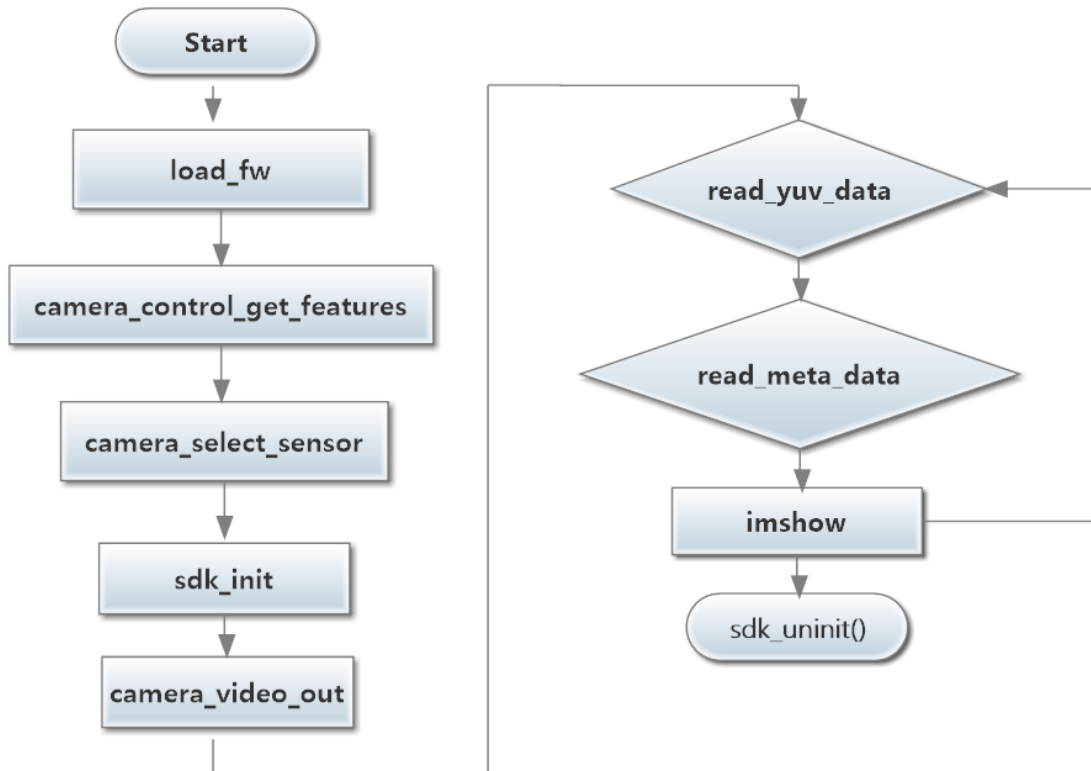 Start
load_fw
camera_control_get_features
camera_select_sensor
sdk_init
camera_video_out
read_yuv_data
read_meta_data
imshow
sdk_uninit()